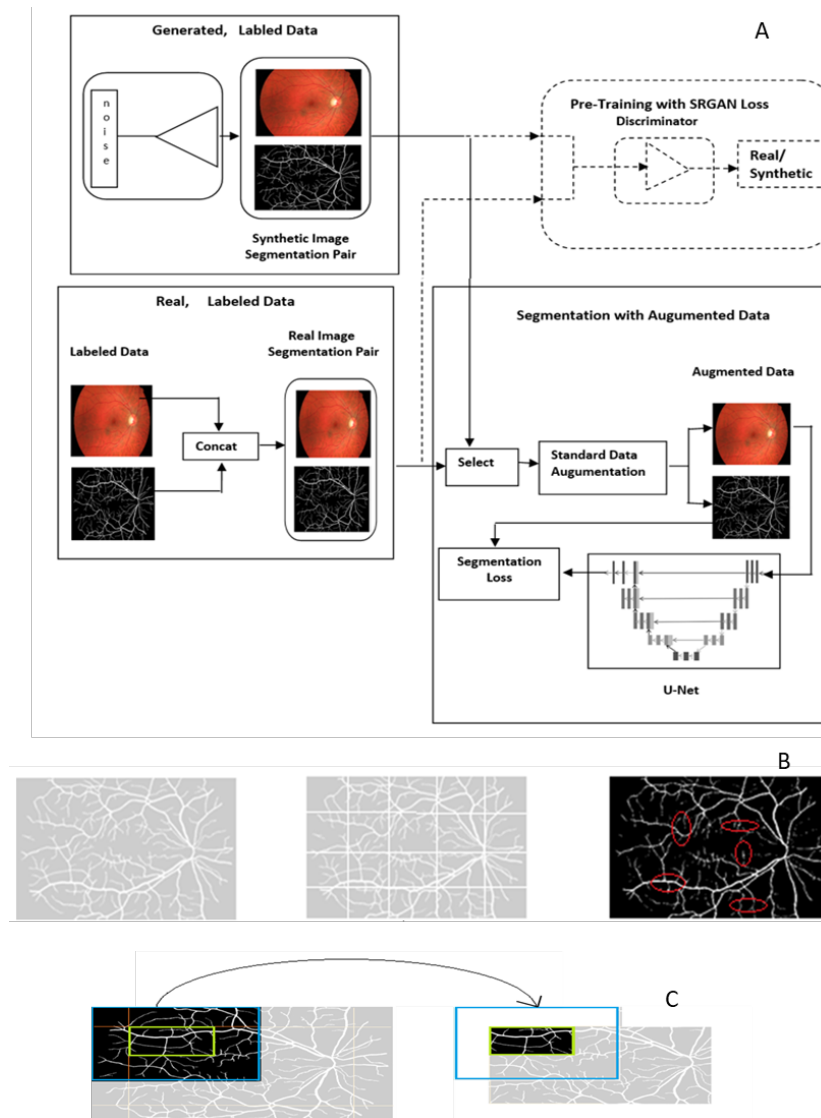 A
Generated, Labled Data
noise
Synthetic Image
Segmentation Pair
Pre-Training with SRGAN Loss
Discriminator
Real/
Synthetic
Real, Labeled Data
Labeled Data
Real Image
Segmentation Pair
Concat
Segmentation with Augumented Data
Augmented Data
Select
Standard Data
Augumentation
Segmentation
Loss
U-Net
B
C